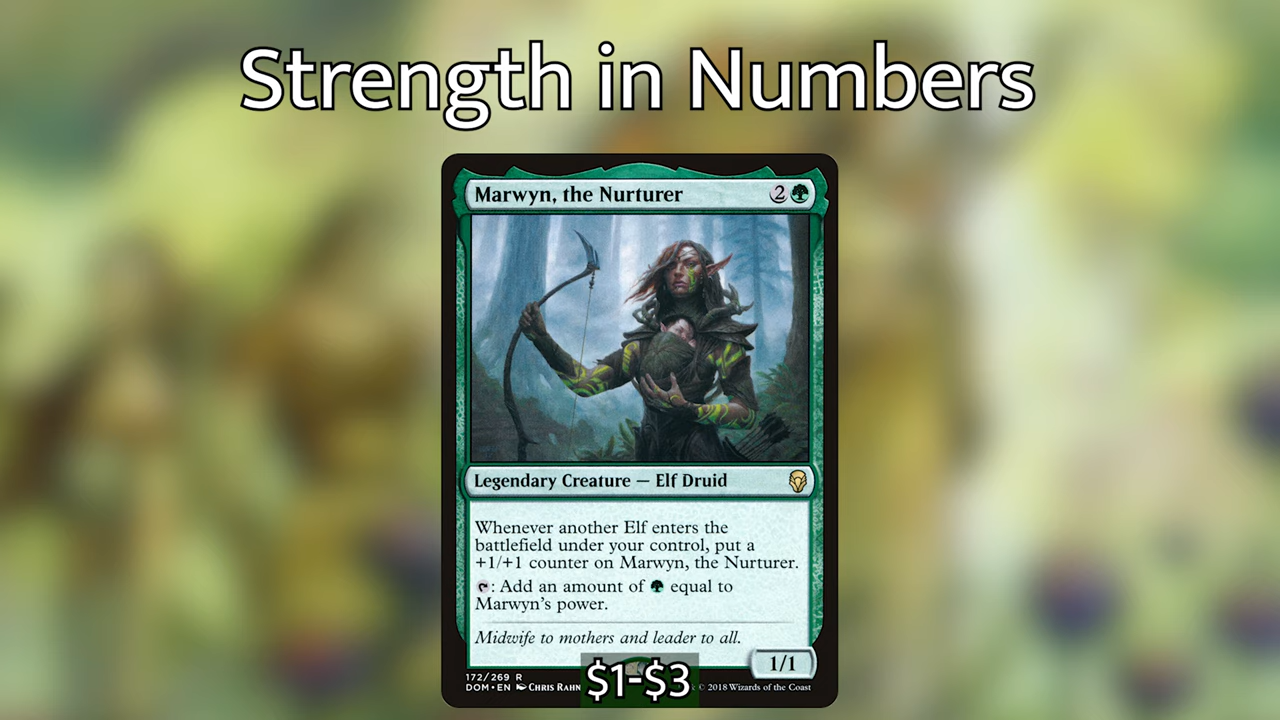 Strength in Numbers
Marwyn, the Nurturer 2
Legendary Creature — Elf Druid
Whenever another Elf enters the
battlefield under your control, put a
+1/+1 counter on Marwyn, the Nurturer.
: Add an amount of equal to
Marwyn's power.
Midwife to mothers and leader to all.
1/1
172/269 R
DOM • EN Chris Rahn
$1-$3
© 2018 Wizards of the Coast